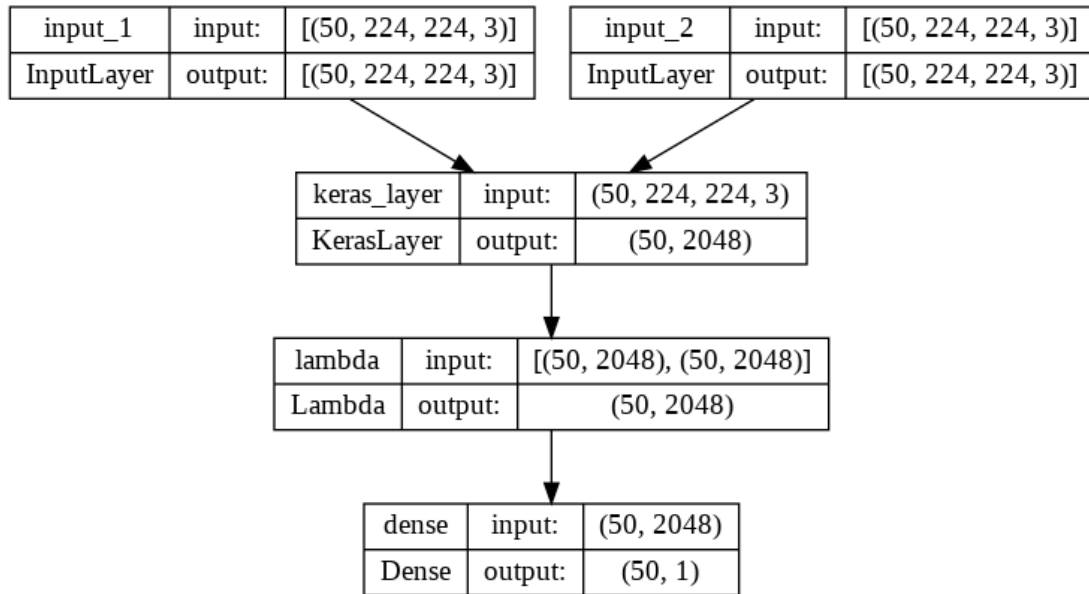 input_1 input: [(50, 224, 224, 3)]
InputLayer output: [(50, 224, 224, 3)]
input_2 input: [(50, 224, 224, 3)]
InputLayer output: [(50, 224, 224, 3)]
keras_layer input: (50, 224, 224, 3)
KerasLayer output: (50, 2048)
lambda input: [(50, 2048), (50, 2048)]
Lambda output: (50, 2048)
dense input: (50, 2048)
Dense output: (50, 1)